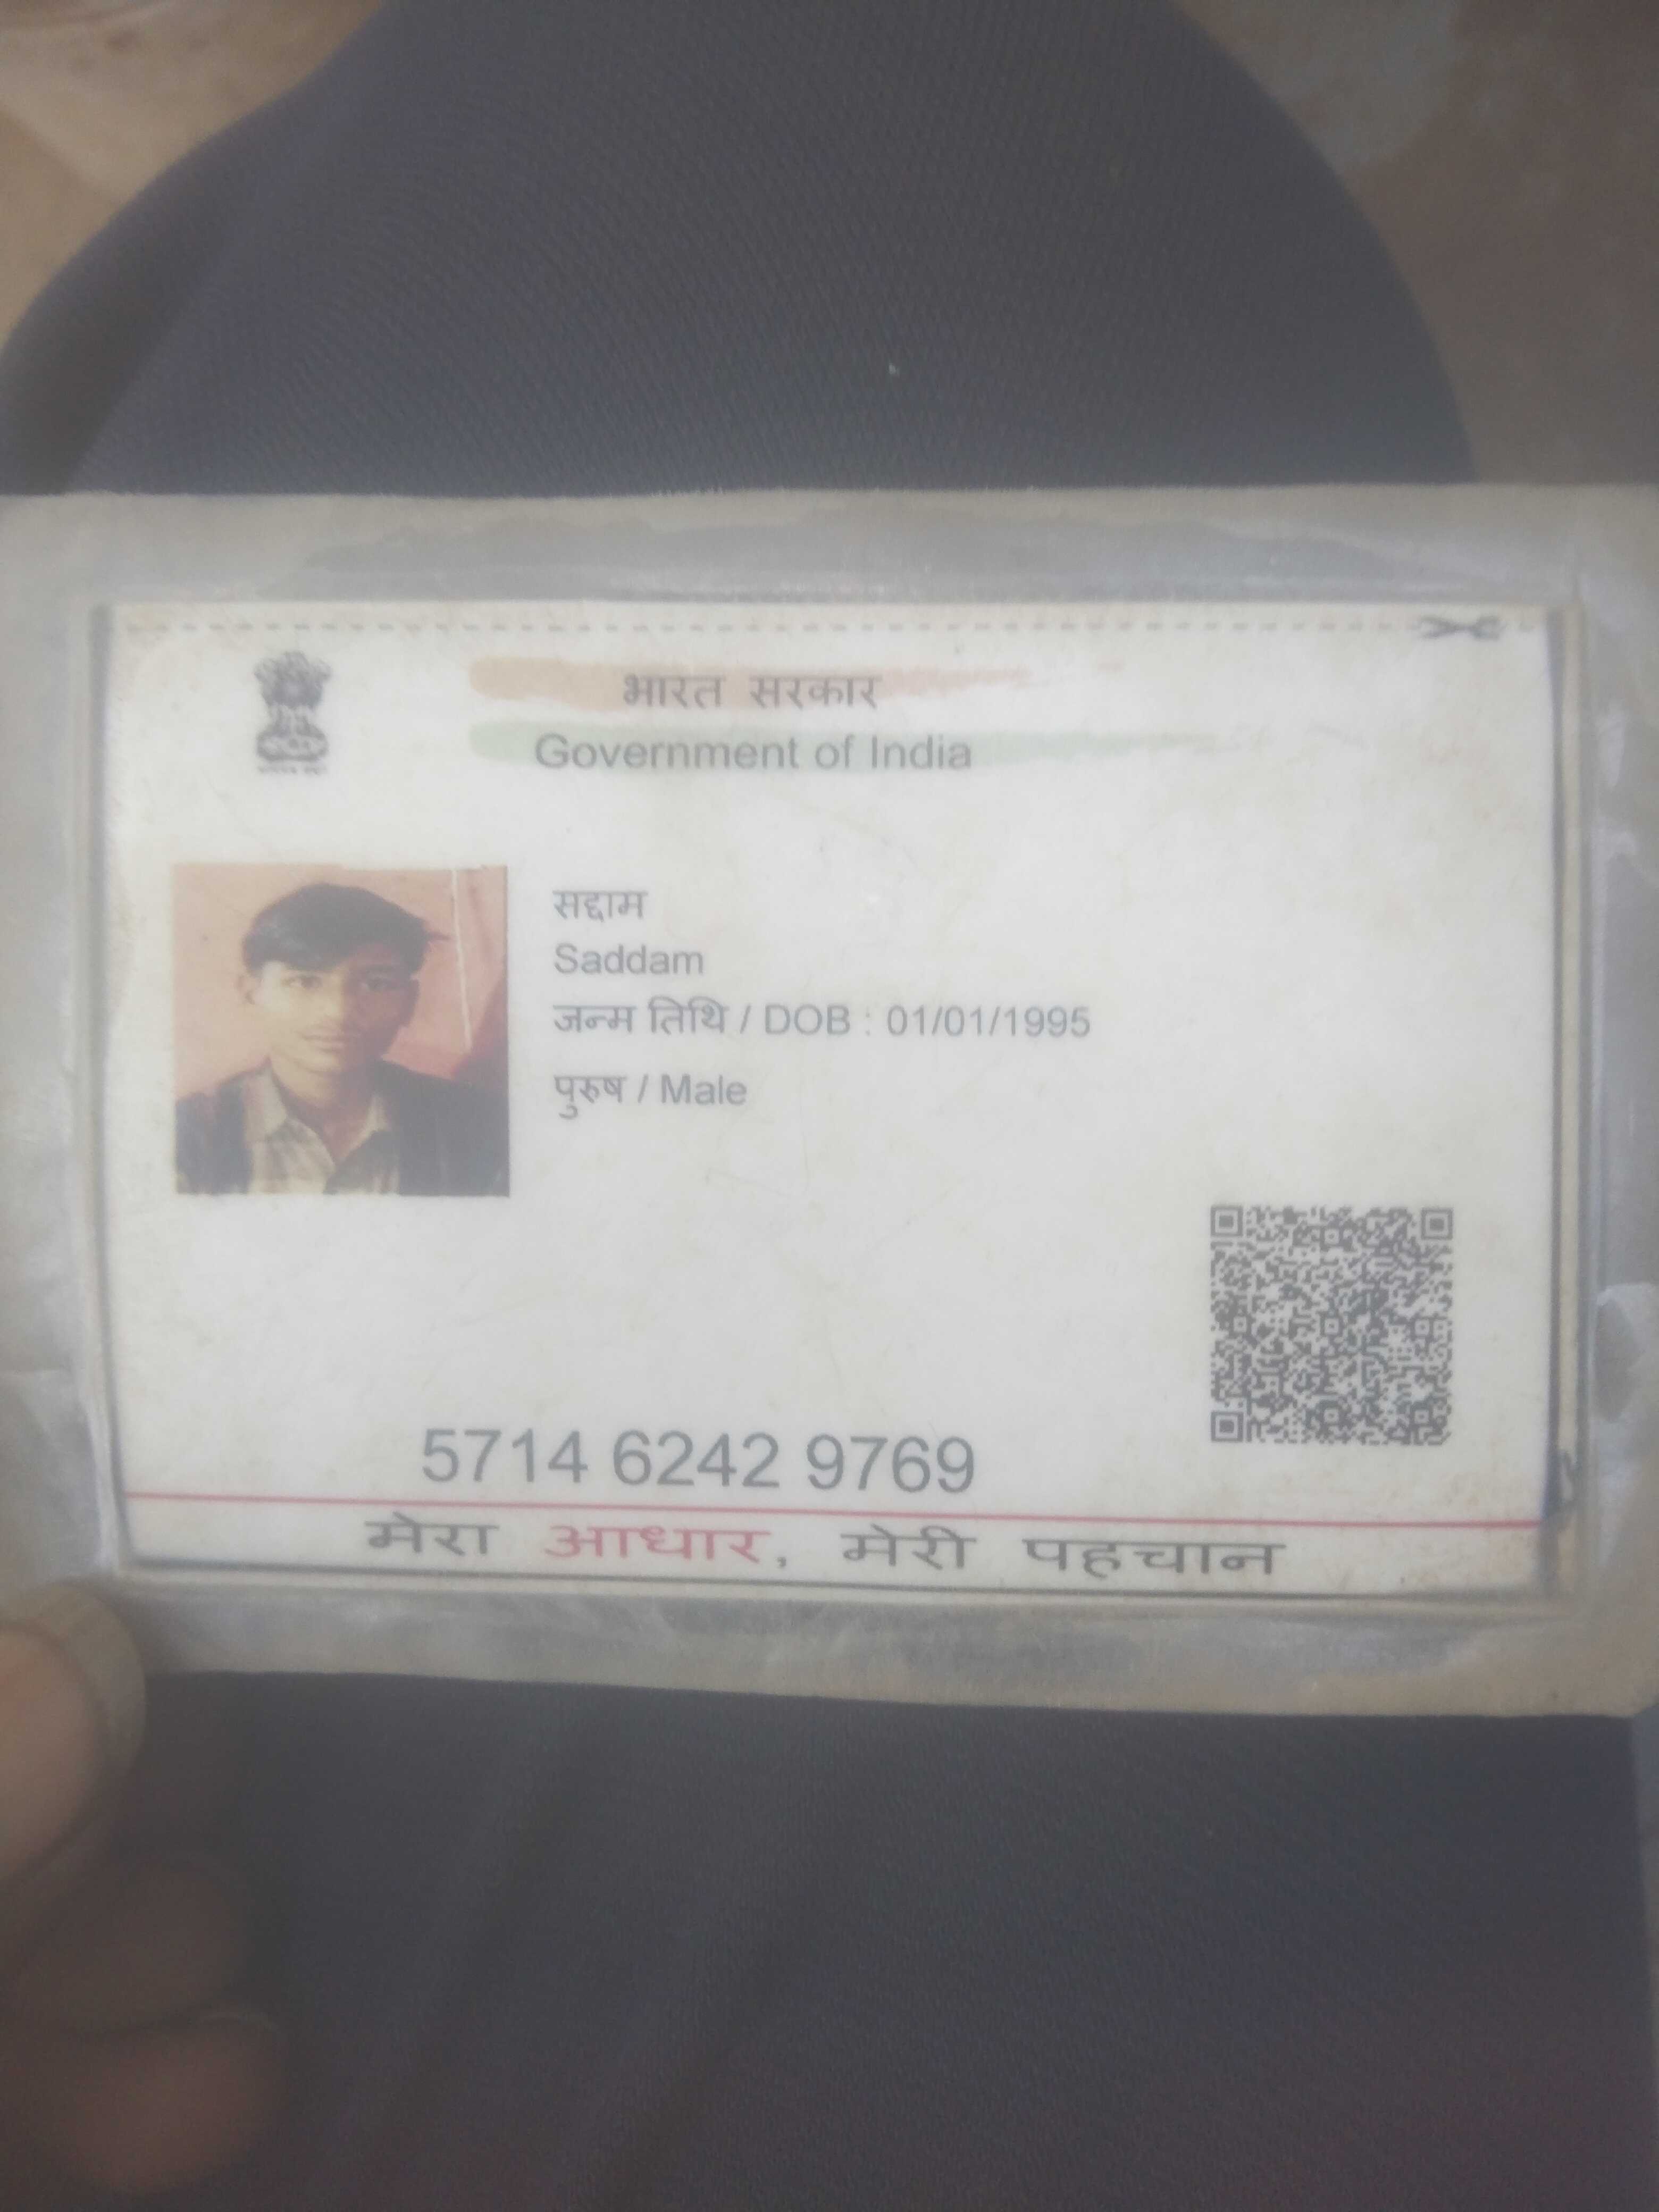 भारत सरकार
Government of India
सद्दाम
Saddam
जन्म तिथि / DOB : 01/01/1995
पुरुष / Male
5714 6242 9769
मेरा आधार, मेरी पहचान